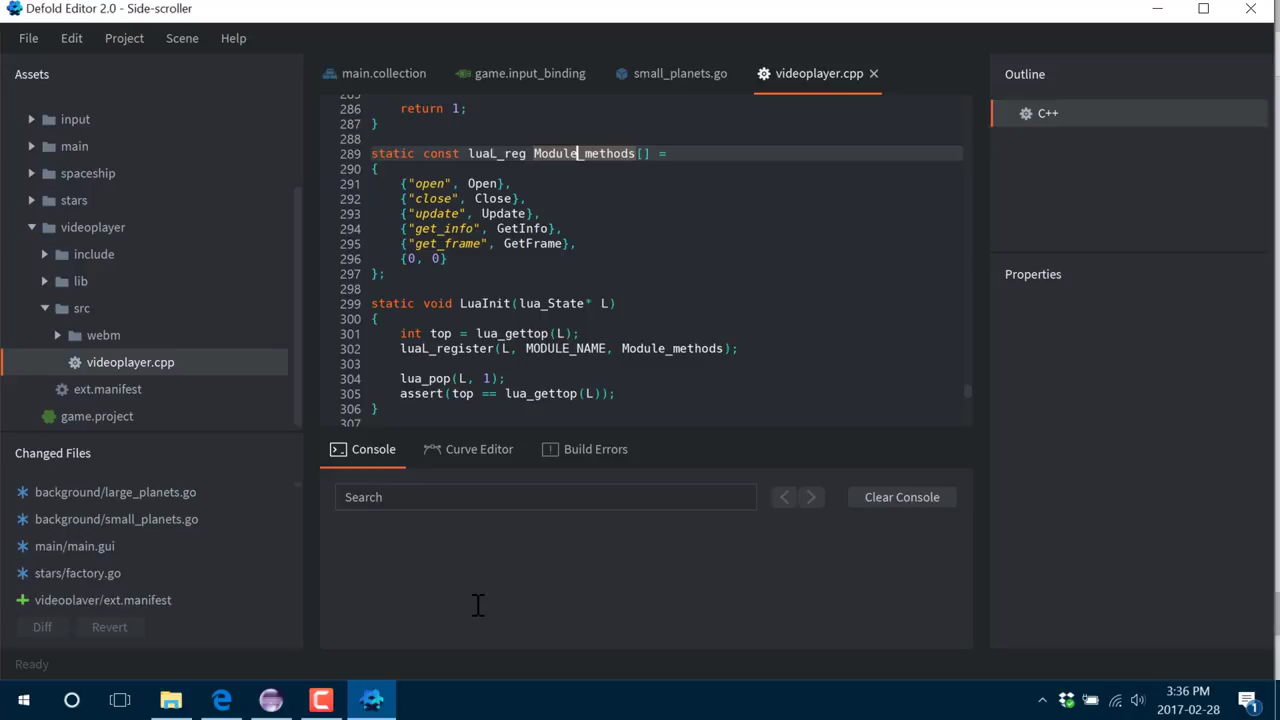 Defold Editor 2.0 - Side-scroller
File Edit Project Scene Help
Assets
input
main
spaceship
stars
videoplayer
include
lib
src
webm
videoplayer.cpp
ext.manifest
game.project
Changed Files
background/large_planets.go
background/small_planets.go
main/main.gui
stars/factory.go
videoplayer/ext.manifest
Diff Revert
Ready
main.collection game.input_binding small_planets.go videoplayer.cpp
285
286 return 1;
287 }
288
289 static const luaL_reg Module_methods[] =
290 {
291 {"open", Open},
292 {"close", Close},
293 {"update", Update},
294 {"get_info", GetInfo},
295 {"get_frame", GetFrame},
296 {0, 0}
297 };
298
299 static void LuaInit(lua_State* L)
300 {
301 int top = lua_gettop(L);
302 luaL_register(L, MODULE_NAME, Module_methods);
303
304 lua_pop(L, 1);
305 assert(top == lua_gettop(L));
306 }
307
Console Curve Editor Build Errors
Search
Clear Console
Outline
C++
Properties
3:36 PM
2017-02-28
1